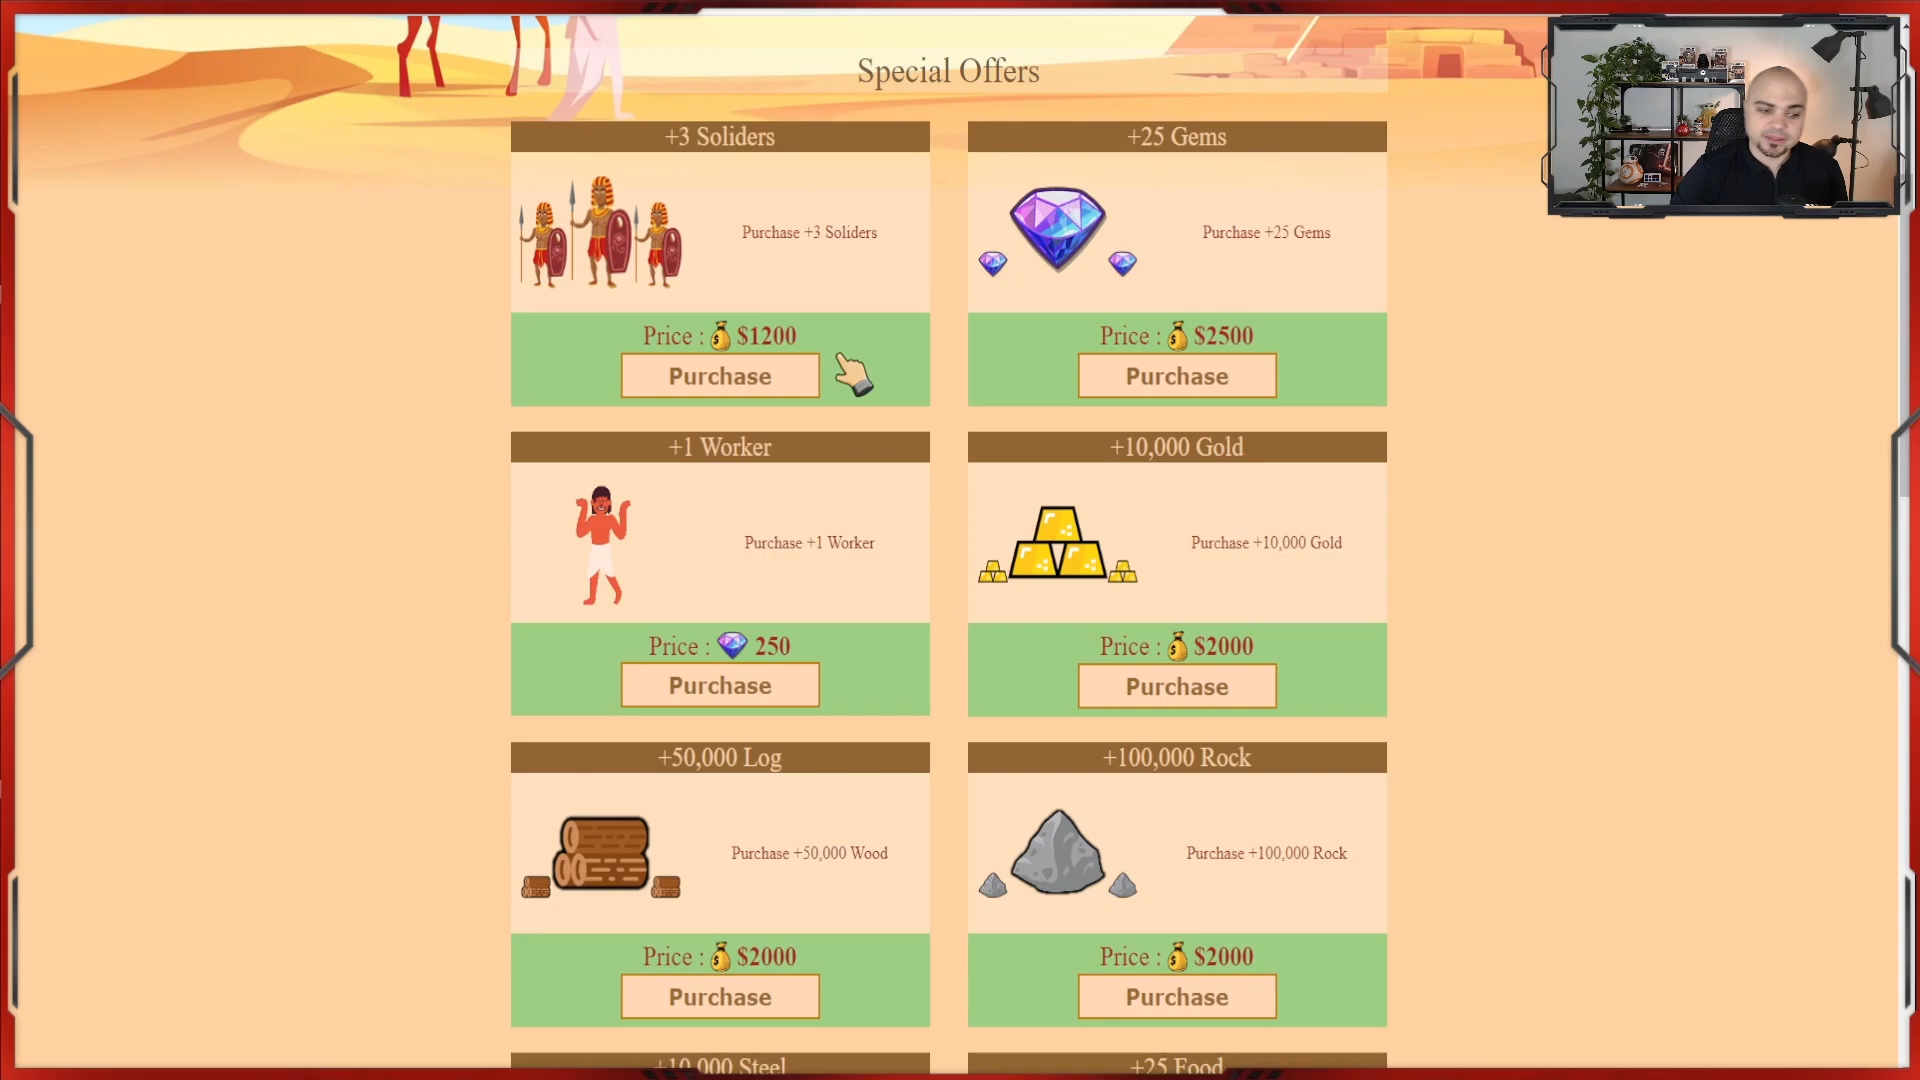 Special Offers
+3 Soliders
Purchase +3 Soliders
Price : $1200
Purchase
+25 Gems
Purchase +25 Gems
Price : $2500
Purchase
+1 Worker
Purchase +1 Worker
Price : 250
Purchase
+10,000 Gold
Purchase +10,000 Gold
Price : $2000
Purchase
+50,000 Log
Purchase +50,000 Wood
Price : $2000
Purchase
+100,000 Rock
Purchase +100,000 Rock
Price : $2000
Purchase
+10,000 Steel
+25 Food